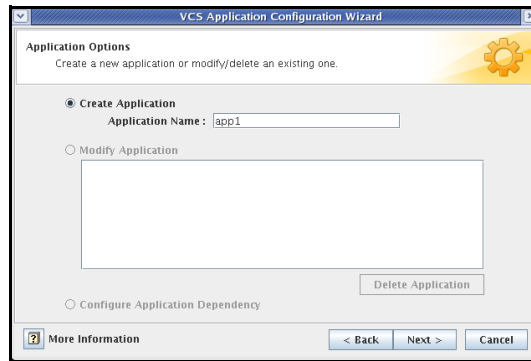 VCS Application Configuration Wizard
Application Options
Create a new application or modify/delete an existing one.
Create Application
Application Name : app1
Modify Application
Delete Application
Configure Application Dependency
? More Information < Back Next > Cancel